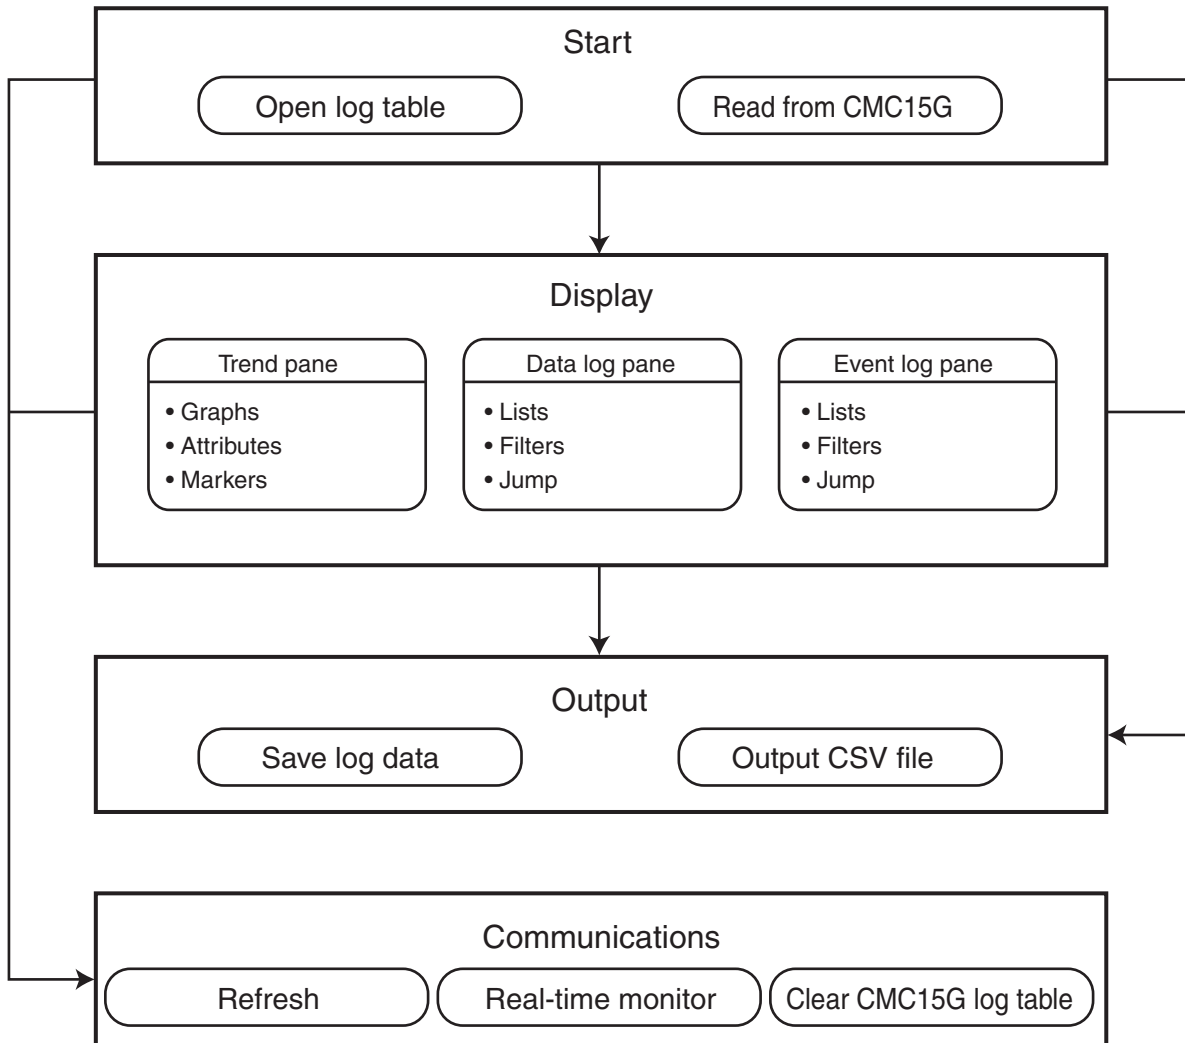 Start
Open log table
Read from CMC15G
Display
Trend pane
• Graphs
• Attributes
• Markers
Data log pane
• Lists
• Filters
• Jump
Event log pane
• Lists
• Filters
• Jump
Output
Save log data
Output CSV file
Communications
Refresh
Real-time monitor
Clear CMC15G log table